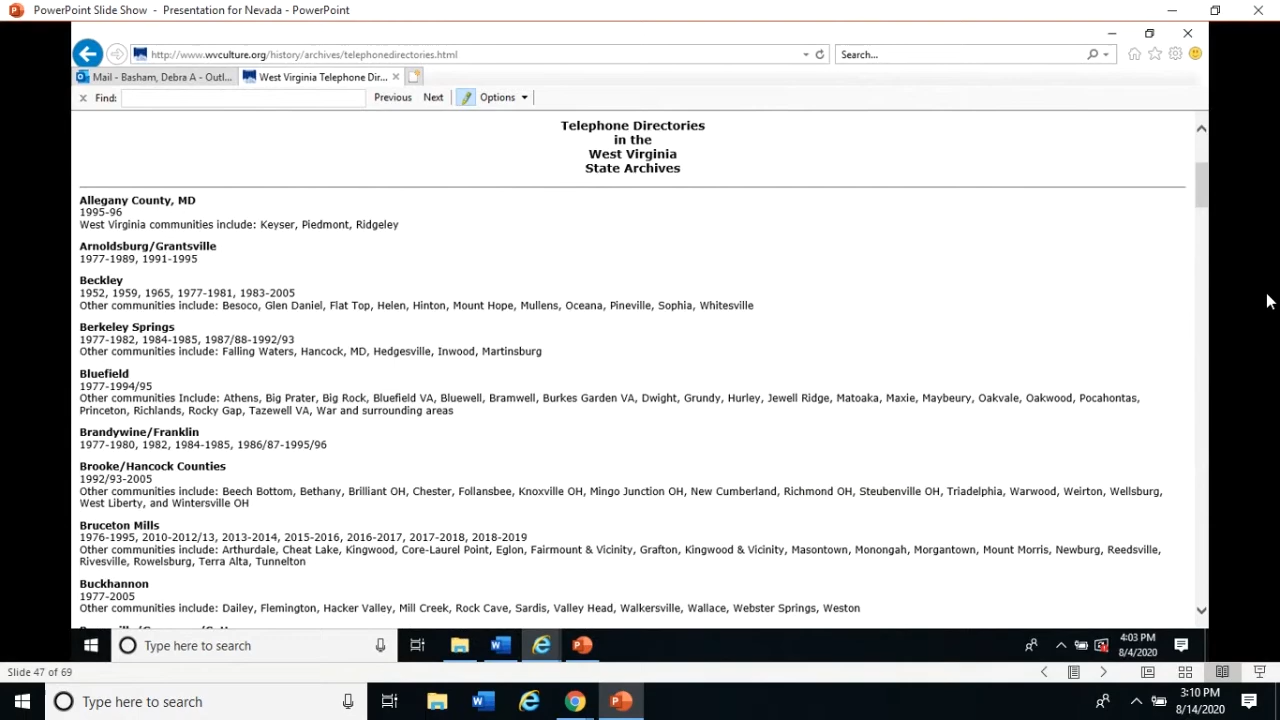 PowerPoint Slide Show - Presentation for Nevada - PowerPoint
http://www.wvculture.org/history/archives/telephonedirectories.html
Search...
Mail - Basham, Debra A - Outl...
West Virginia Telephone Dir...
Find:
Previous
Next
Options
Telephone Directories
in the
West Virginia
State Archives
Allegany County, MD
1995-96
West Virginia communities include: Keyser, Piedmont, Ridgeley
Arnoldsburg/Grantsville
1977-1989, 1991-1995
Beckley
1952, 1959, 1965, 1977-1981, 1983-2005
Other communities include: Besoco, Glen Daniel, Flat Top, Helen, Hinton, Mount Hope, Mullens, Oceana, Pineville, Sophia, Whitesville
Berkeley Springs
1977-1982, 1984-1985, 1987/88-1992/93
Other communities include: Falling Waters, Hancock, MD, Hedgesville, Inwood, Martinsburg
Bluefield
1977-1994/95
Other communities Include: Athens, Big Prater, Big Rock, Bluefield VA, Bluewell, Bramwell, Burkes Garden VA, Dwight, Grundy, Hurley, Jewell Ridge, Matoaka, Maxie, Maybeury, Oakvale, Oakwood, Pocahontas,
Princeton, Richlands, Rocky Gap, Tazewell VA, War and surrounding areas
Brandywine/Franklin
1977-1980, 1982, 1984-1985, 1986/87-1995/96
Brooke/Hancock Counties
1992/93-2005
Other communities include: Beech Bottom, Bethany, Brilliant OH, Chester, Follansbee, Knoxville OH, Mingo Junction OH, New Cumberland, Richmond OH, Steubenville OH, Triadelphia, Warwood, Weirton, Wellsburg,
West Liberty, and Wintersville OH
Bruceton Mills
1976-1995, 2010-2012/13, 2013-2014, 2015-2016, 2016-2017, 2017-2018, 2018-2019
Other communities include: Arthurdale, Cheat Lake, Kingwood, Core-Laurel Point, Eglon, Fairmount & Vicinity, Grafton, Kingwood & Vicinity, Masontown, Monongah, Morgantown, Mount Morris, Newburg, Reedsville,
Rivesville, Rowelsburg, Terra Alta, Tunnelton
Buckhannon
1977-2005
Other communities include: Dailey, Flemington, Hacker Valley, Mill Creek, Rock Cave, Sardis, Valley Head, Walkersville, Wallace, Webster Springs, Weston
Type here to search
4:03 PM
8/4/2020
Slide 47 of 69
Type here to search
3:10 PM
8/14/2020